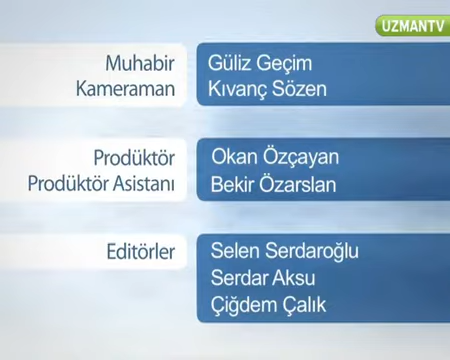 UZMANTV
Muhabir Güliz Geçim
Kameraman Kıvanç Sözen
Prodüktör Okan Özçayan
Prodüktör Asistanı Bekir Özarslan
Editörler Selen Serdaroğlu
Serdar Aksu
Çiğdem Çalık